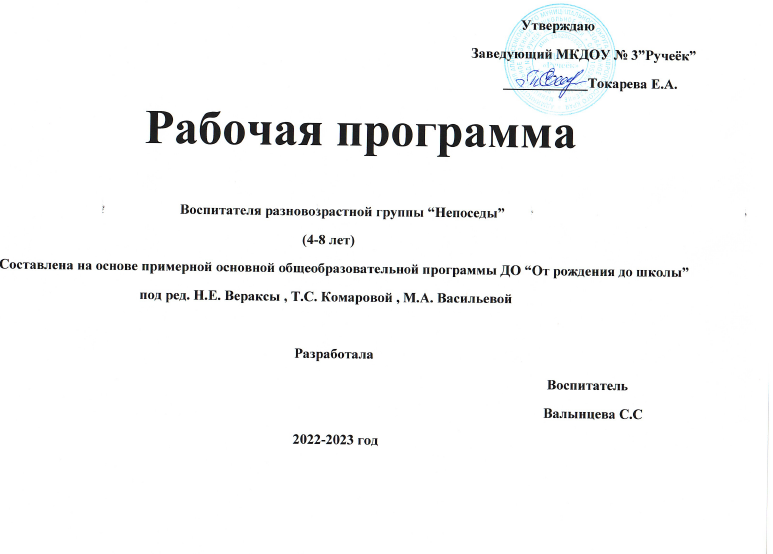 Утверждаю
Заведующий МКДОУ № 3”Ручеёк”
____________Токарева Е.А.
Рабочая программа
Воспитателя разновозрастной группы “Непоседы”
(4-8 лет)
Составлена на основе примерной основной общеобразовательной программы ДО “От рождения до школы”
под ред. Н.Е. Вераксы , Т.С. Комаровой , М.А. Васильевой
Разработала
Воспитатель
Валынцева С.С
2022-2023 год